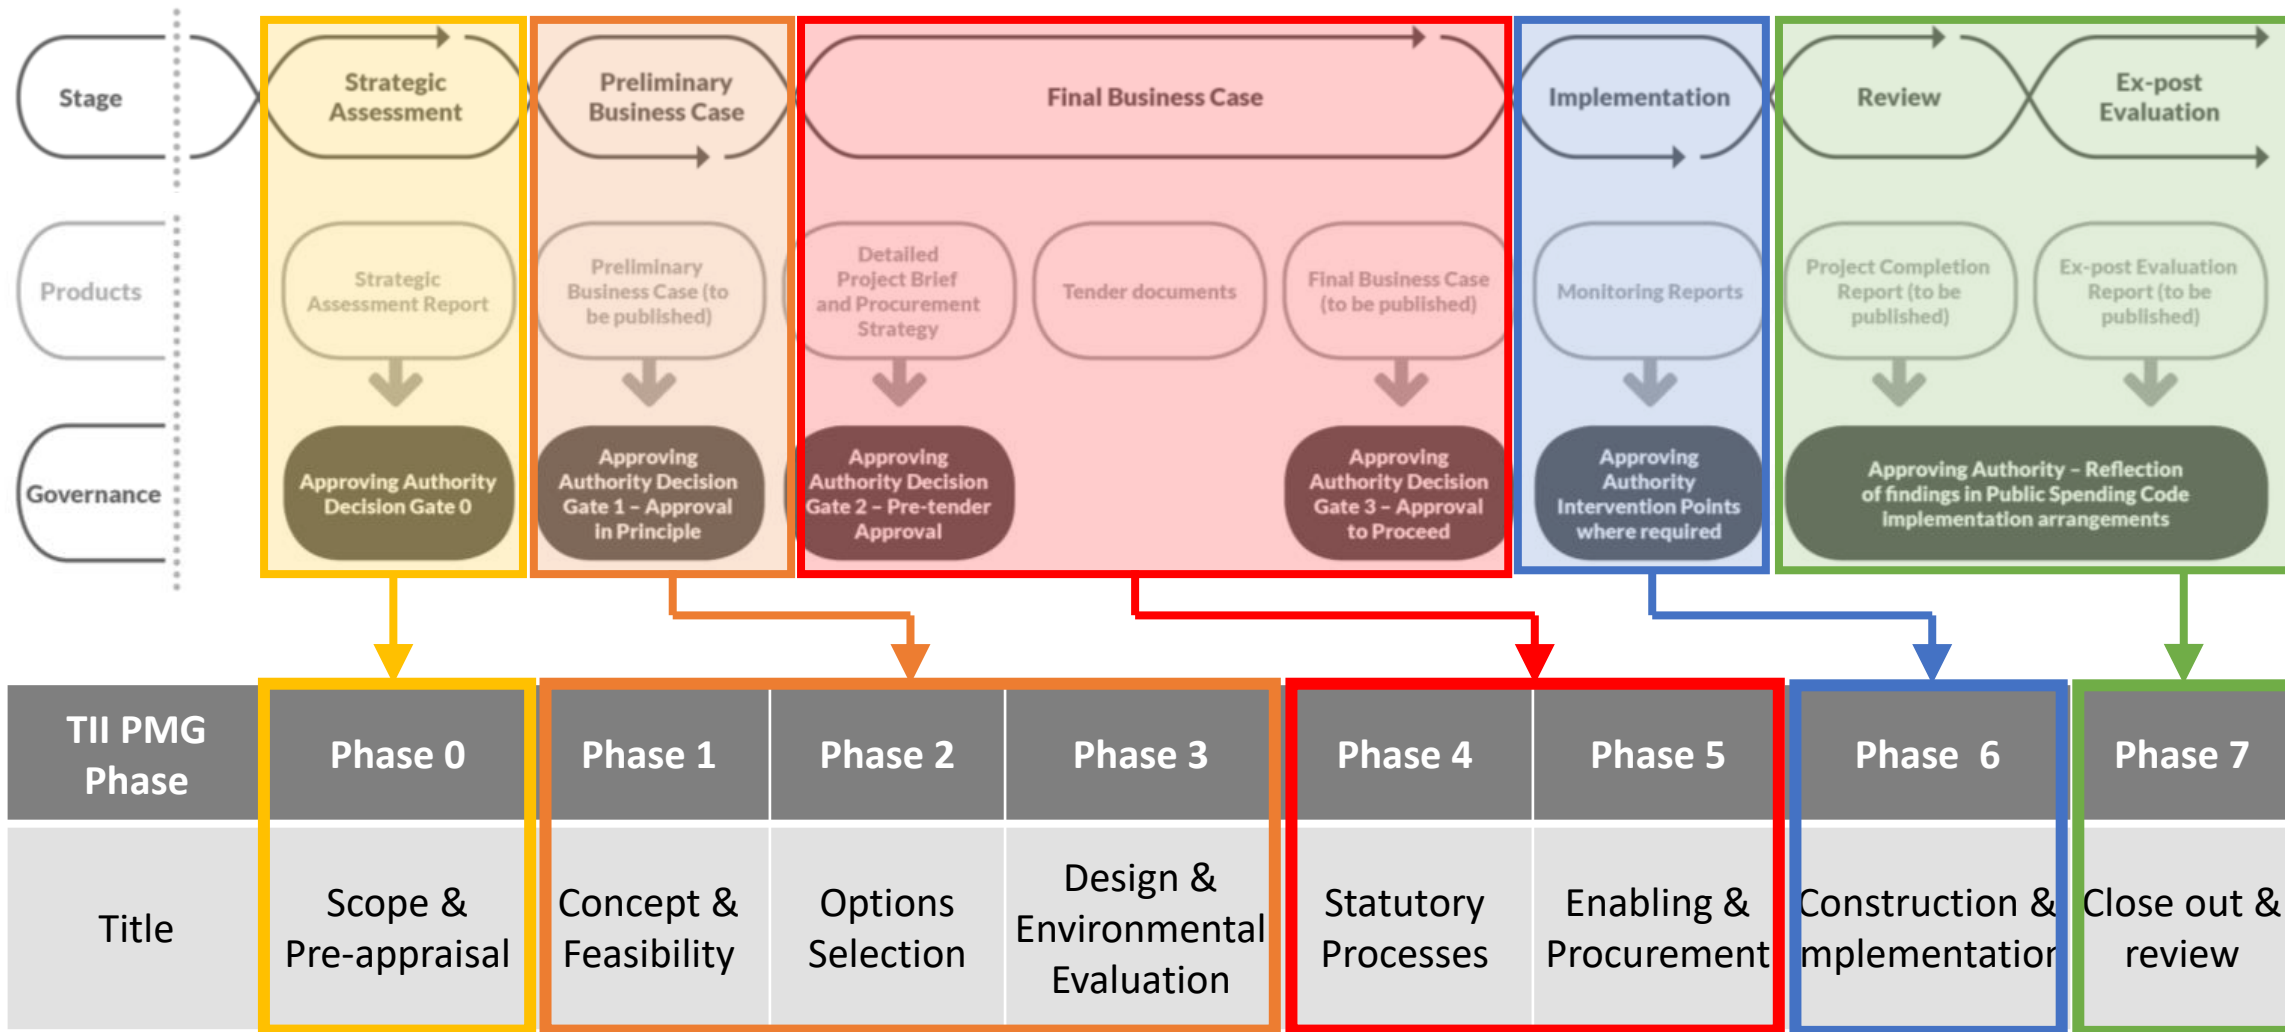 Stage
Strategic
Assessment
Preliminary
Business Case
Final Business Case
Implementation
Review
Ex-post
Evaluation
Products
Strategic
Assessment Report
Preliminary
Business Case (to
be published)
Detailed
Project Brief
and Procurement
Strategy
Tender documents
Final Business Case
(to be published)
Monitoring Reports
Project Completion
Report (to be
published)
Ex-post Evaluation
Report (to be
published)
Governance
Approving Authority
Decision Gate 0
Approving
Authority Decision
Gate 1 – Approval
in Principle
Approving
Authority Decision
Gate 2 – Pre-tender
Approval
Approving
Authority Decision
Gate 3 – Approval
to Proceed
Approving
Authority
Intervention Points
where required
Approving Authority – Reflection
of findings in Public Spending Code
implementation arrangements
TII PMG
Phase
Phase 0
Phase 1
Phase 2
Phase 3
Phase 4
Phase 5
Phase 6
Phase 7
Title
Scope &
Pre-appraisal
Concept &
Feasibility
Options
Selection
Design &
Environmental
Evaluation
Statutory
Processes
Enabling &
Procurement
Construction &
Implementation
Close out &
review